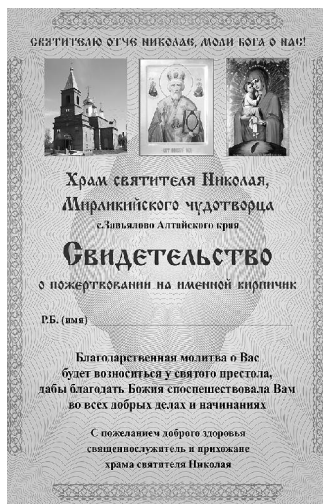 Святителю отче Николае, моли Бога о нас!
Храм святителя Николая,
Мирликийского чудотворца
с.Завьялово Алтайского края
Свидетельство
о пожертвовании на именной кирпичик
Р.Б. (имя)
Благодарственная молитва о Вас
будет возноситься у святого престола,
дабы благодать Божия споспешествовала Вам
во всех добрых делах и начинаниях
С пожеланием доброго здоровья
священнослужитель и прихожане
храма святителя Николая